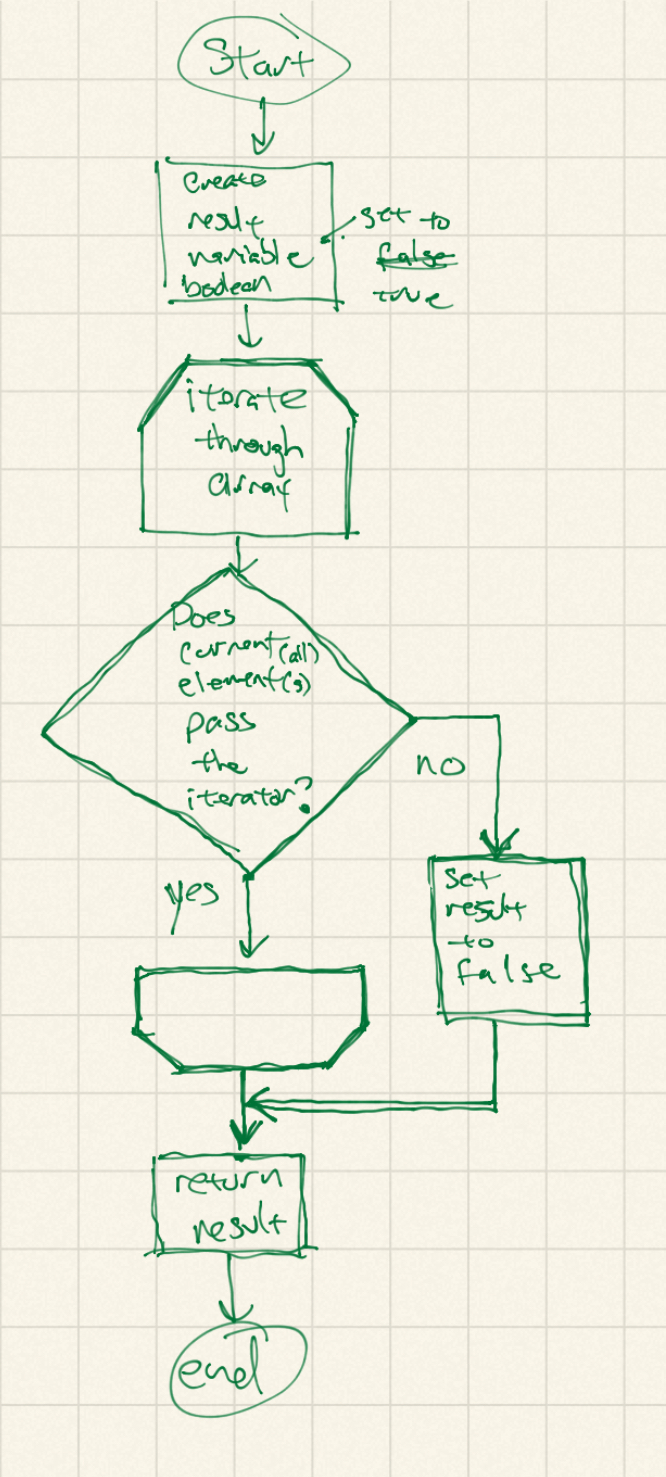 Start
Create
result
variable
boolean
set to
false
true
iterate
through
array
Does
current (all)
element(s)
pass
the
iterator?
no
yes
set
result
to
false
return
result
end